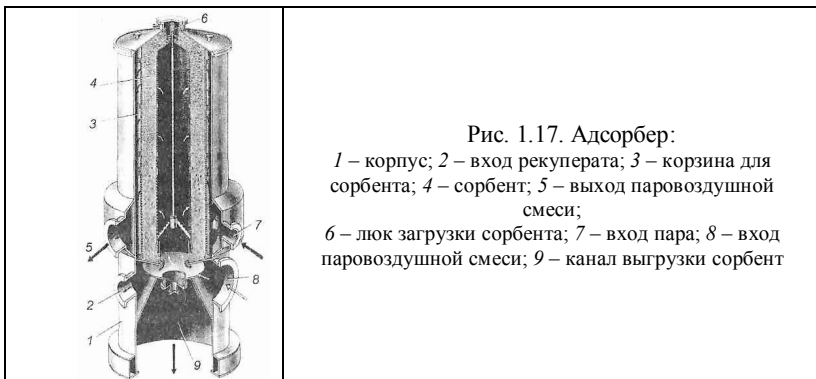 6
4
3
7
5
8
2
1
9
Рис. 1.17. Адсорбер:
1 – корпус; 2 – вход рекуперата; 3 – корзина для
сорбента; 4 – сорбент; 5 – выход паровоздушной
смеси;
6 – люк загрузки сорбента; 7 – вход пара; 8 – вход
паровоздушной смеси; 9 – канал выгрузки сорбент